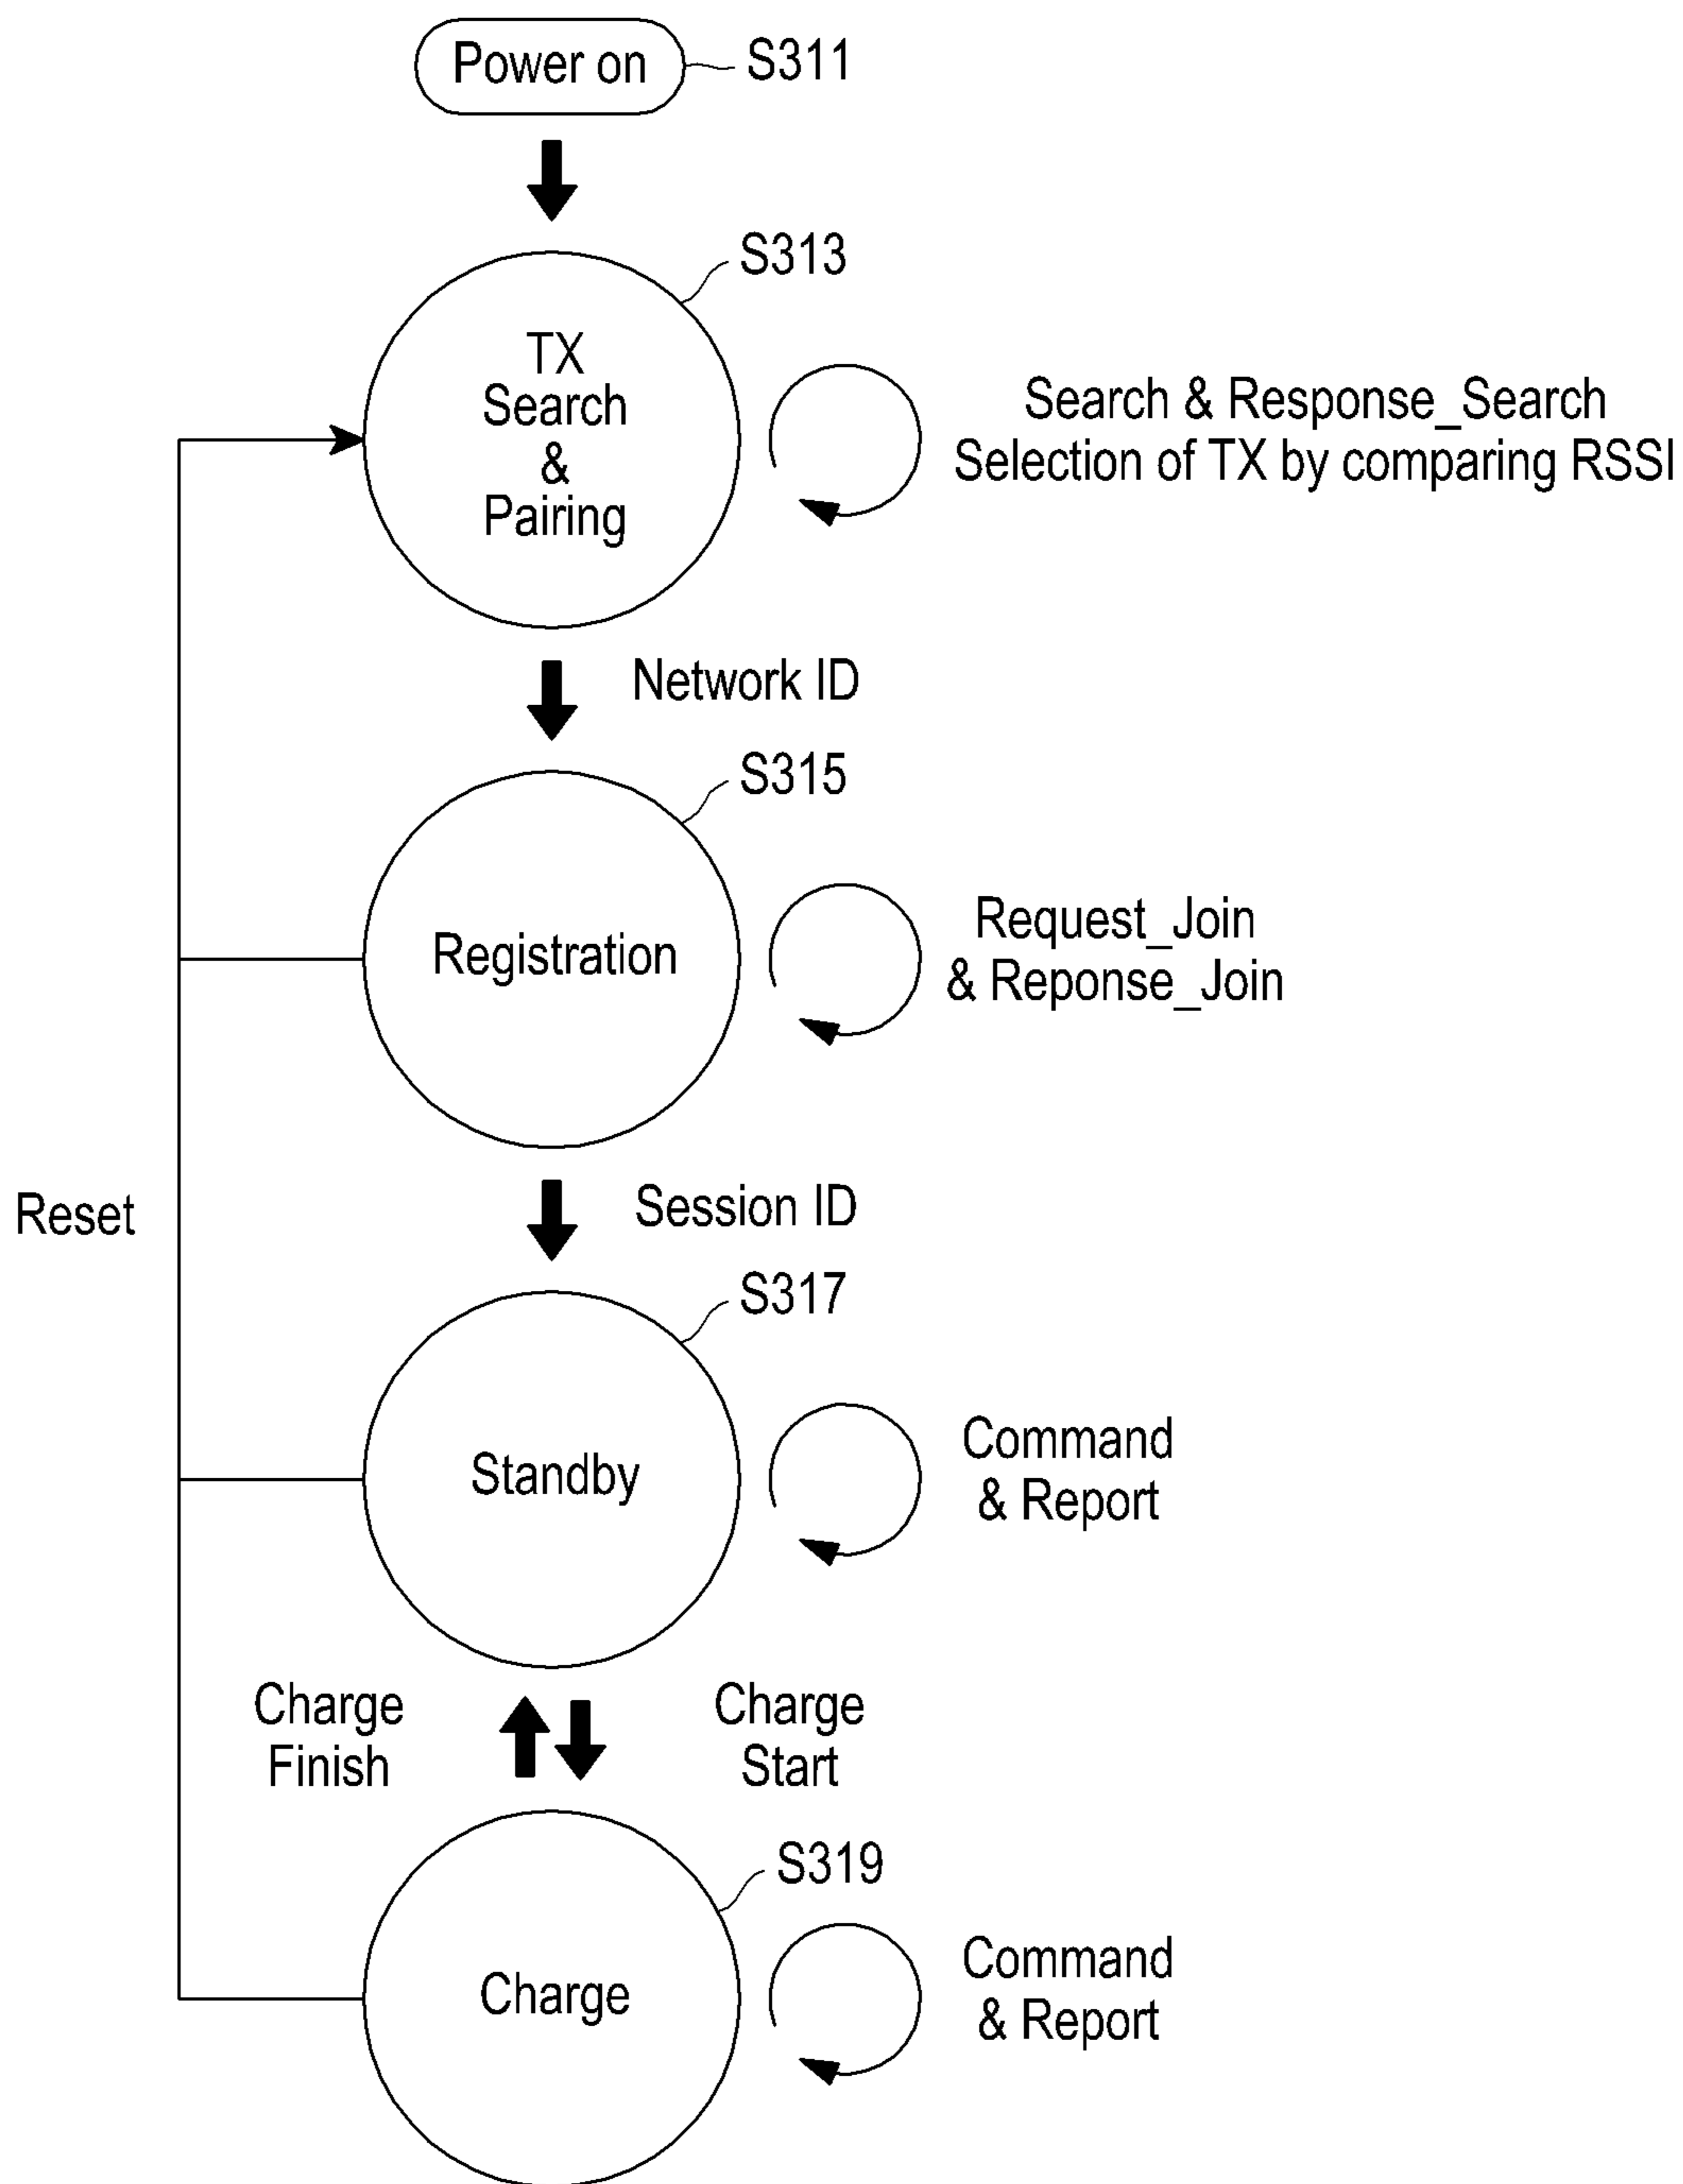 Power on
S311
S313
TX
Search
&
Pairing
Search & Response_Search
Selection of TX by comparing RSSI
Network ID
S315
Registration
Request_Join
& Reponse_Join
Reset
Session ID
S317
Standby
Command
& Report
Charge
Finish
Charge
Start
S319
Charge
Command
& Report